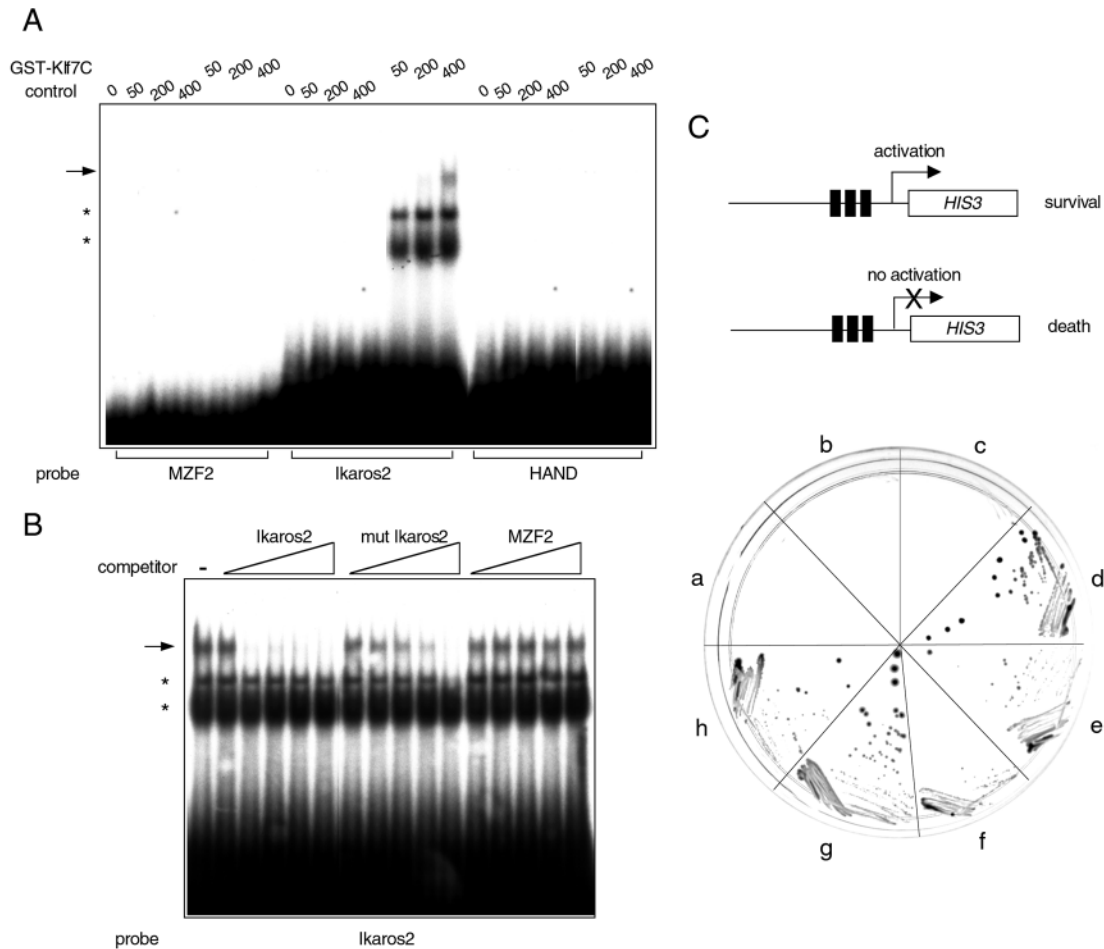 A
GST-Klf7C
control
0 50 200 400 50 200 400
0 50 200 400 50 200 400
0 50 200 400 50 200 400
*
*
probe
MZF2 Ikaros2 HAND
B
competitor
- Ikaros2 mut Ikaros2 MZF2
*
*
probe Ikaros2
C
activation
HIS3 survival
no activation
X
HIS3 death
b c
a d
h e
g f